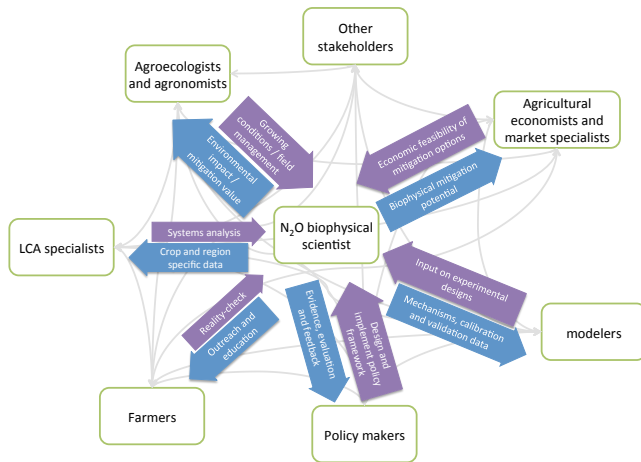 Other
stakeholders
Agroecologists
and agronomists
Agricultural
economists and
market specialists
Growing
conditions / field
management
Environmental
impact /
mitigation value
Economic feasibility of
mitigation options
Biophysical mitigation
potential
N₂O biophysical
scientist
LCA specialists
Systems analysis
Crop and region
specific data
Reality-check
Outreach and
education
Evidence, evaluation
and feedback
Design and
implement policy
framework
Input on experimental
designs
Mechanisms, calibration
and validation data
modelers
Farmers
Policy makers